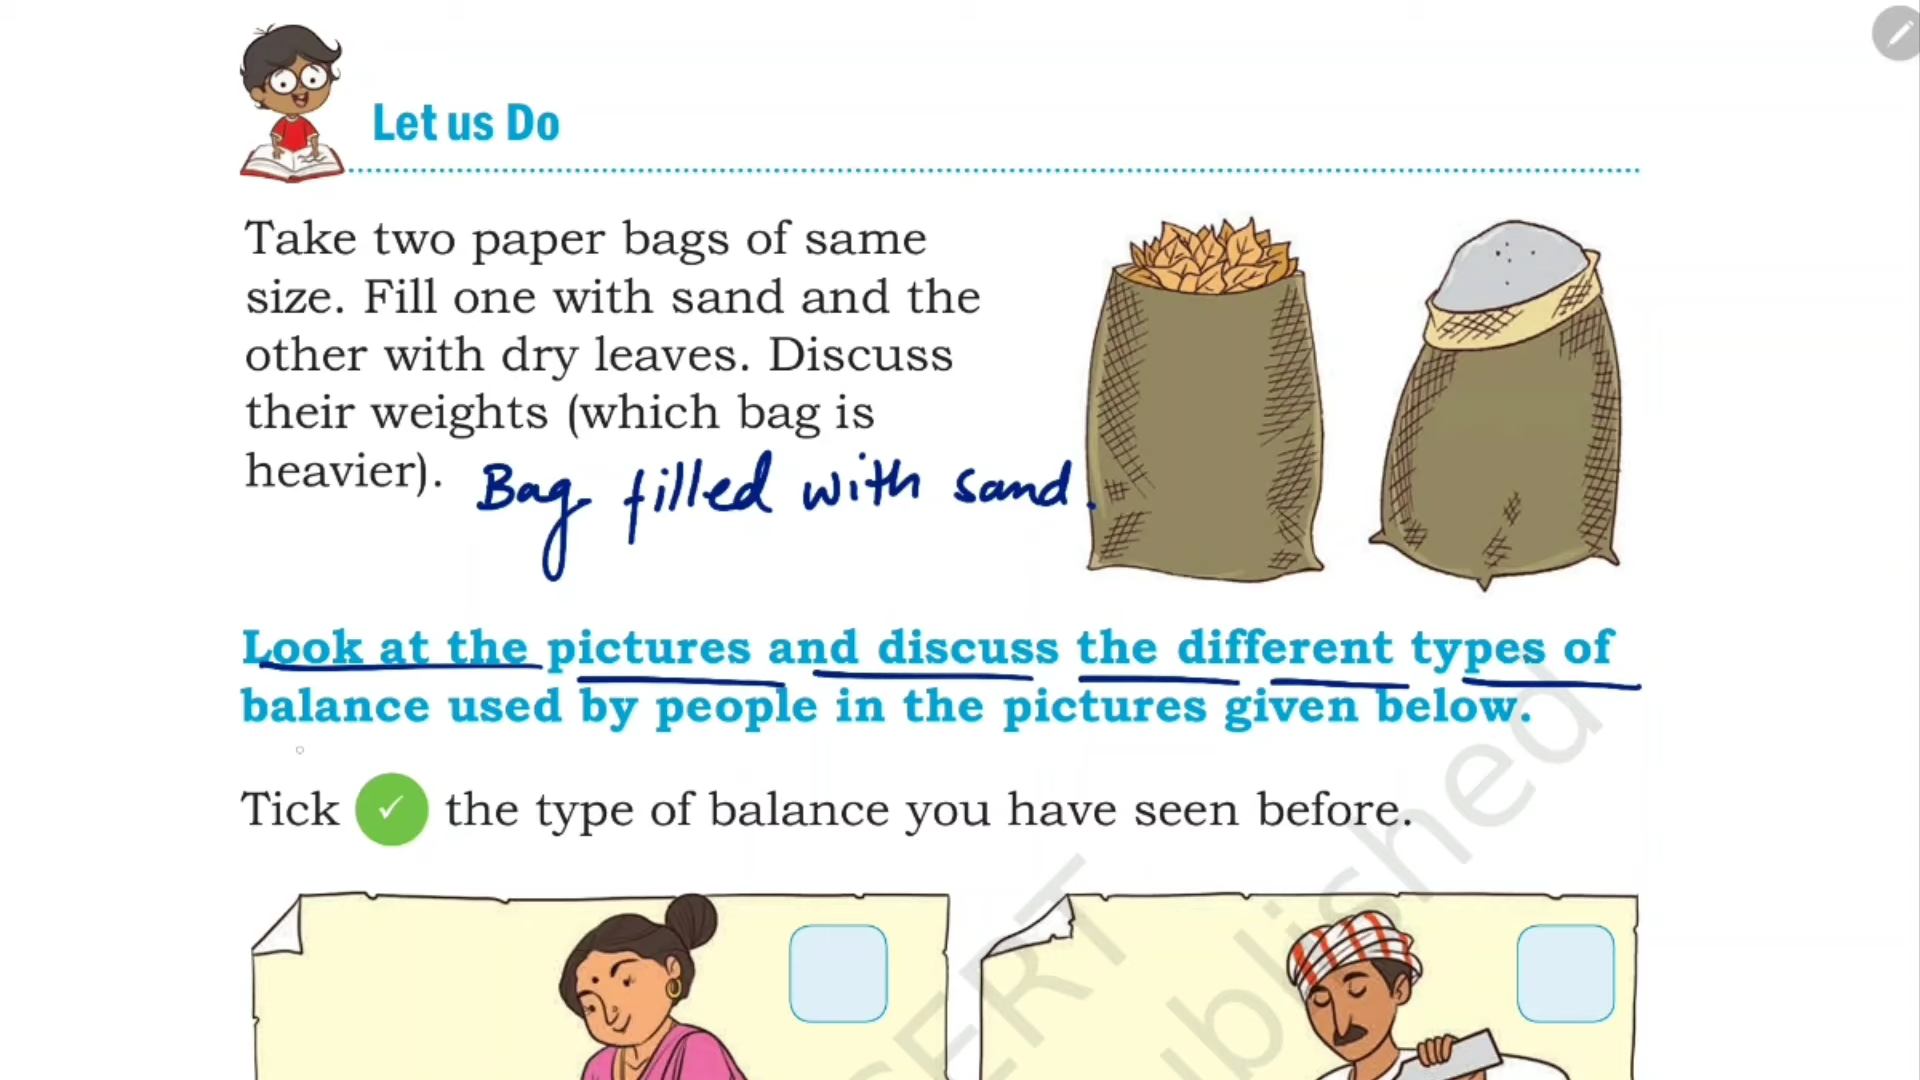 Let us Do
Take two paper bags of same
size. Fill one with sand and the
other with dry leaves. Discuss
their weights (which bag is
heavier). Bag filled with sand.
Look at the pictures and discuss the different types of
balance used by people in the pictures given below.
Tick ✓ the type of balance you have seen before.